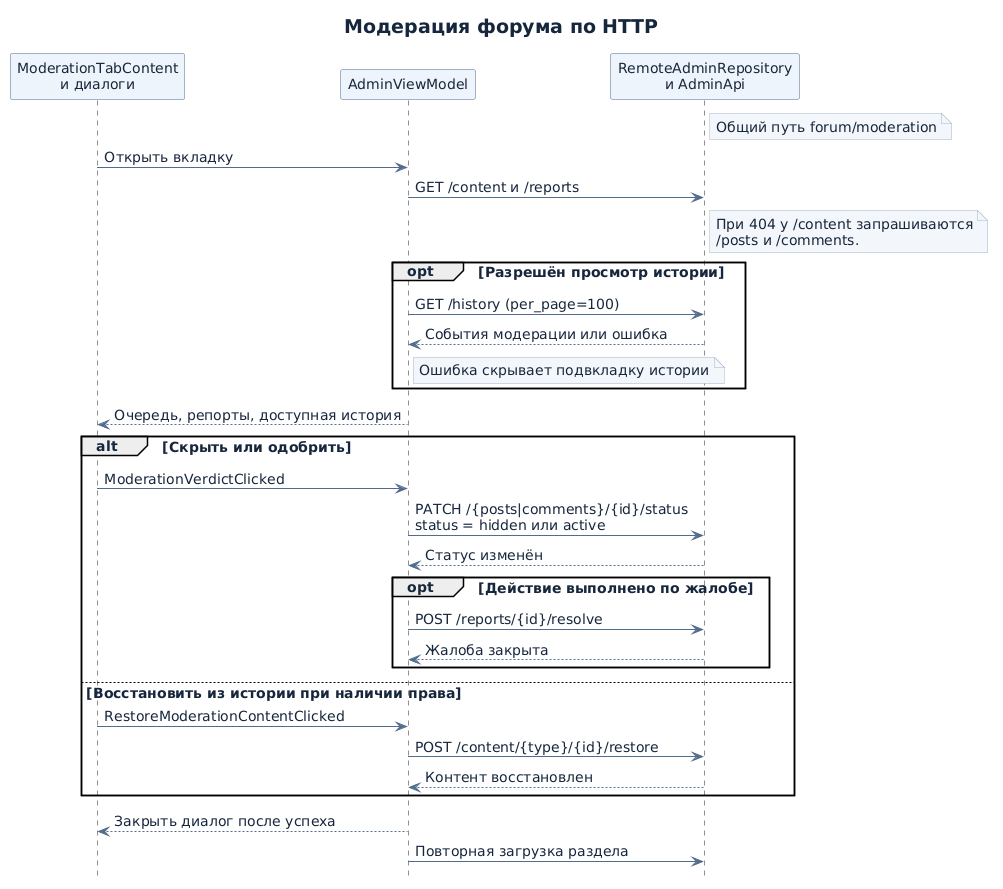 Модерация форума по HTTP
ModerationTabContent
и диалоги
AdminViewModel
RemoteAdminRepository
и AdminApi
Общий путь forum/moderation
Открыть вкладку
GET /content и /reports
При 404 у /content запрашиваются
/posts и /comments.
opt
[Разрешён просмотр истории]
GET /history (per_page=100)
События модерации или ошибка
Ошибка скрывает подвкладку истории
Очередь, репорты, доступная история
alt
[Скрыть или одобрить]
ModerationVerdictClicked
PATCH /{posts|comments}/{id}/status
status = hidden или active
Статус изменён
opt
[Действие выполнено по жалобе]
POST /reports/{id}/resolve
Жалоба закрыта
[Восстановить из истории при наличии права]
RestoreModerationContentClicked
POST /content/{type}/{id}/restore
Контент восстановлен
Закрыть диалог после успеха
Повторная загрузка раздела